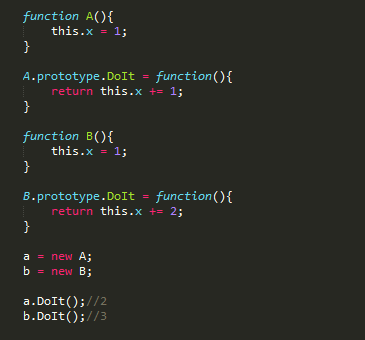 function A(){
    this.x = 1;
}
A.prototype.DoIt = function(){
    return this.x += 1;
}
function B(){
    this.x = 1;
}
B.prototype.DoIt = function(){
    return this.x += 2;
}
a = new A;
b = new B;
a.DoIt();//2
b.DoIt();//3